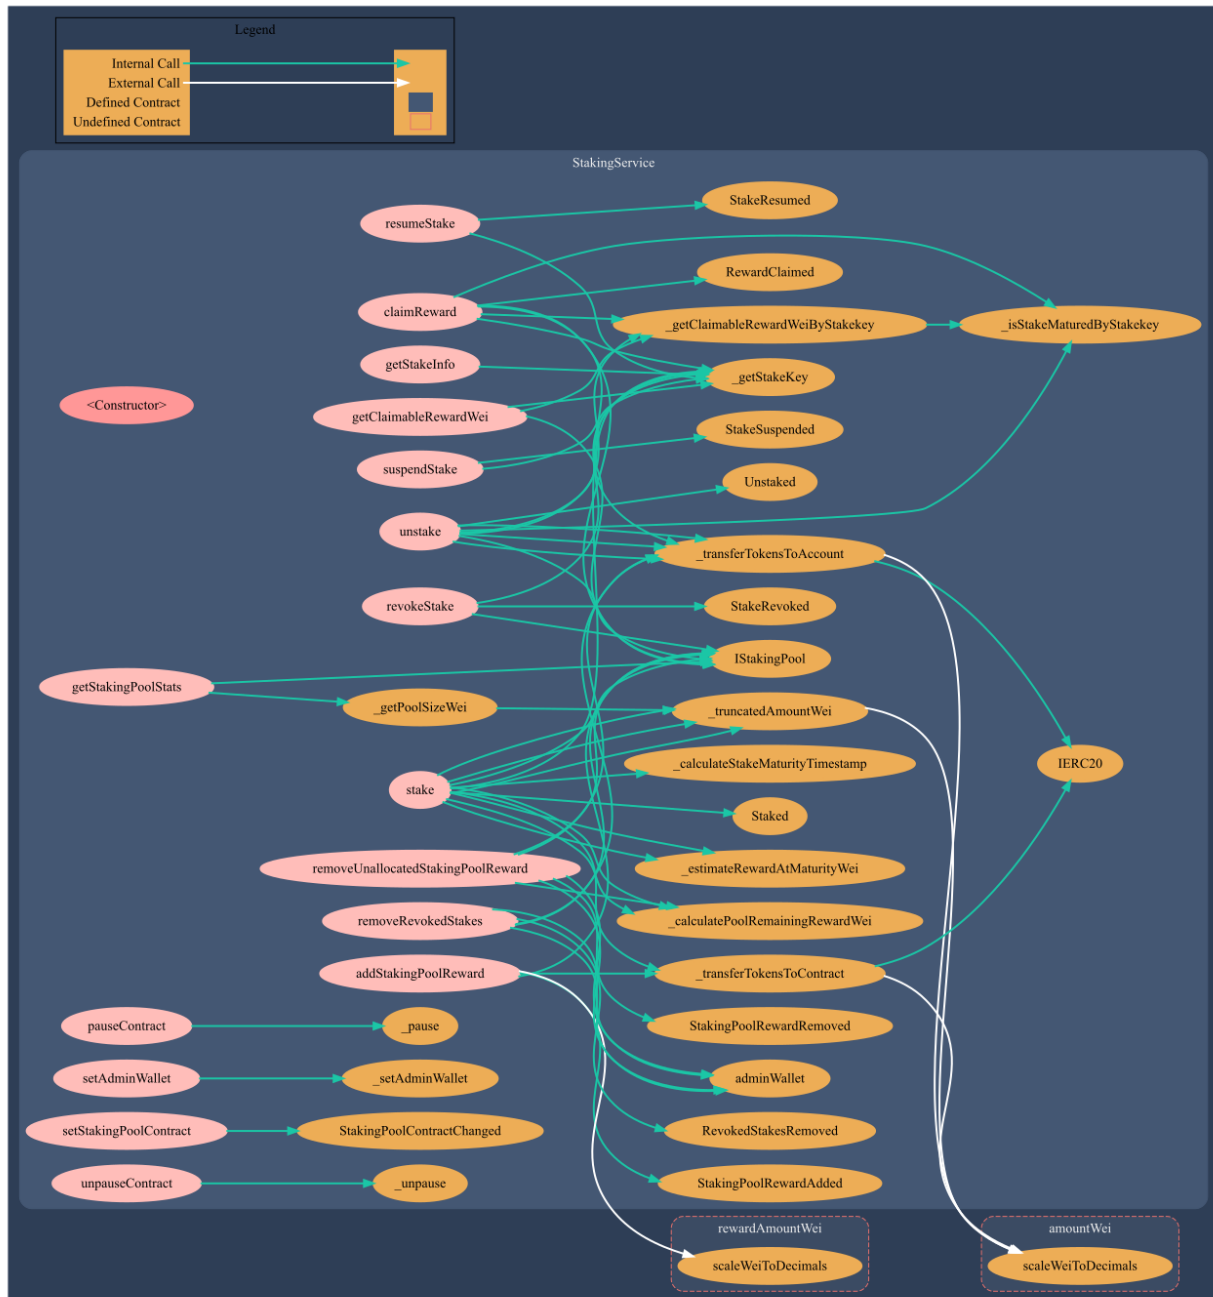 Legend
Internal Call
External Call
Defined Contract
Undefined Contract
StakingService
StakeResumed
resumeStake
RewardClaimed
claimReward
_getClaimableRewardWeiByStakekey
_isStakeMaturedByStakekey
getStakeInfo
_getStakeKey
<Constructor>
getClaimableRewardWei
StakeSuspended
suspendStake
Unstaked
unstake
_transferTokensToAccount
revokeStake
StakeRevoked
IStakingPool
getStakingPoolStats
_getPoolSizeWei
_truncatedAmountWei
_calculateStakeMaturityTimestamp
IERC20
stake
Staked
removeUnallocatedStakingPoolReward
_estimateRewardAtMaturityWei
removeRevokedStakes
_calculatePoolRemainingRewardWei
addStakingPoolReward
_transferTokensToContract
pauseContract
_pause
StakingPoolRewardRemoved
setAdminWallet
_setAdminWallet
adminWallet
setStakingPoolContract
StakingPoolContractChanged
RevokedStakesRemoved
unpauseContract
_unpause
StakingPoolRewardAdded
rewardAmountWei
amountWei
scaleWeiToDecimals
scaleWeiToDecimals